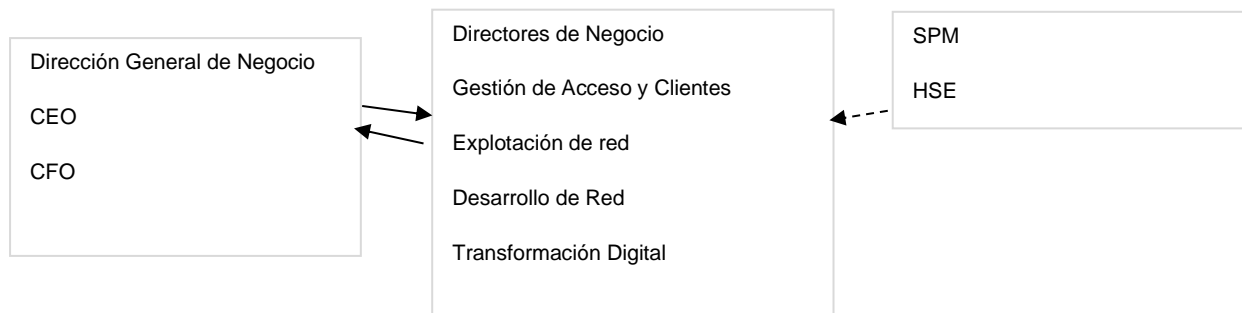 Dirección General de Negocio
CEO
CFO
Directores de Negocio
Gestión de Acceso y Clientes
Explotación de red
Desarrollo de Red
Transformación Digital
SPM
HSE